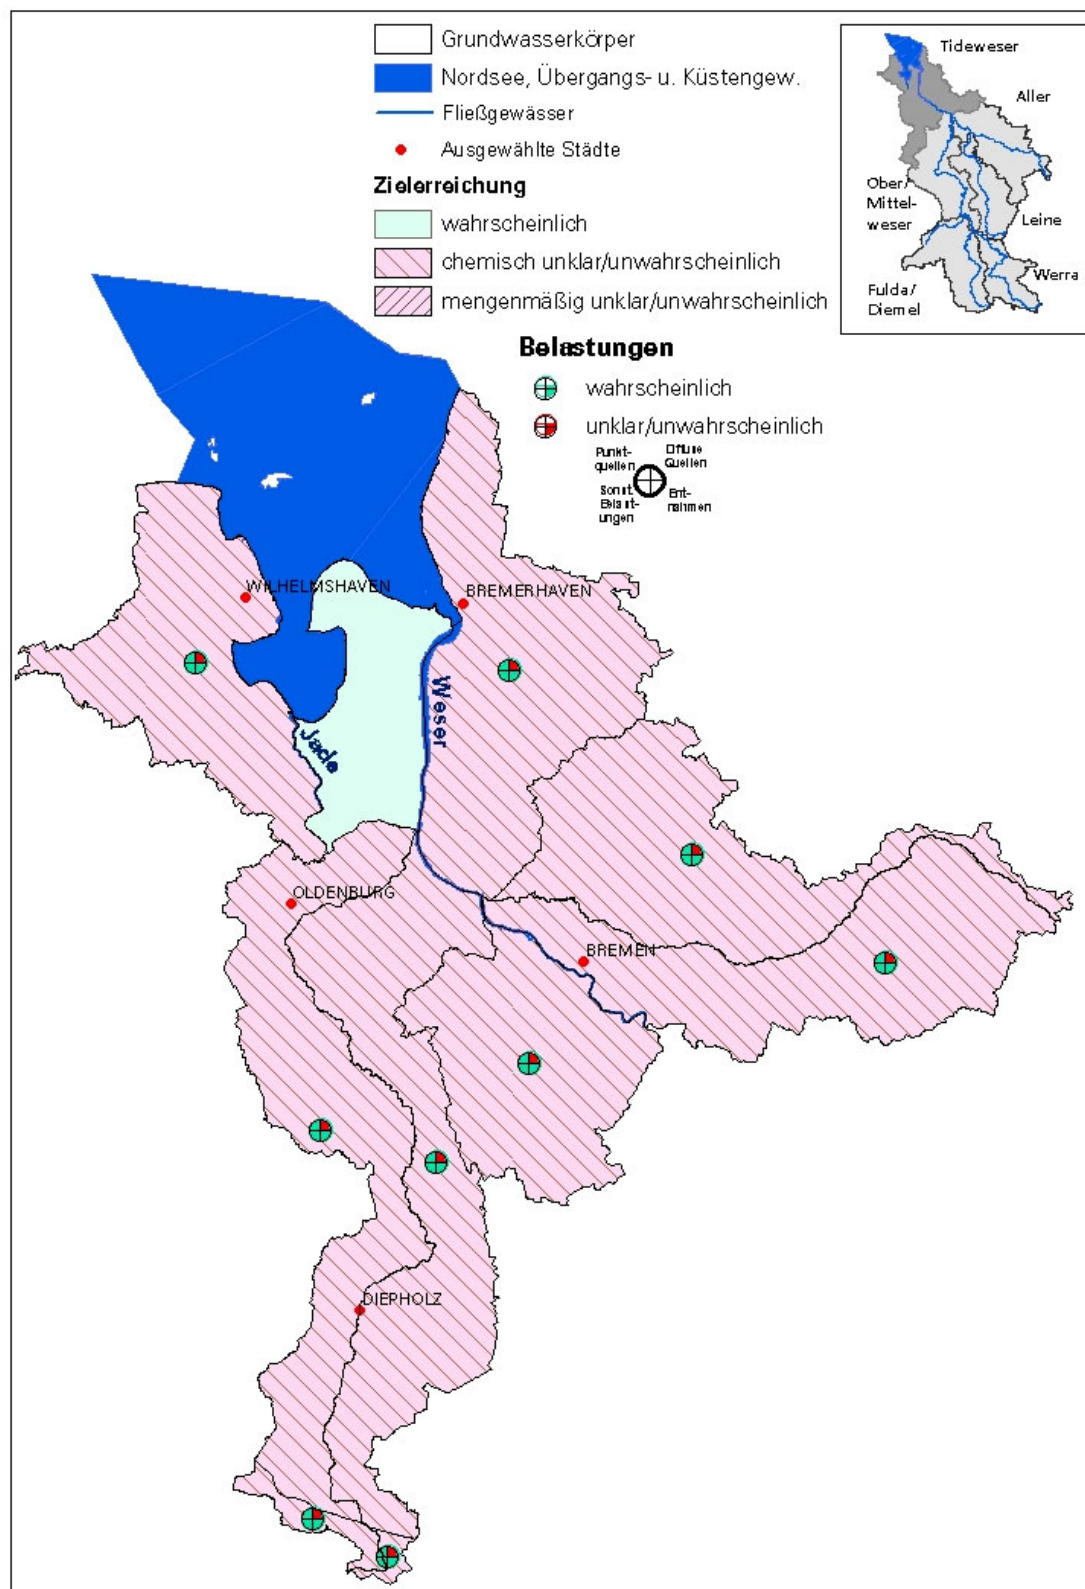 Grundwasserkörper
Nordsee, Übergangs- u. Küstengew.
Fließgewässer
Ausgewählte Städte
Zielerreichung
wahrscheinlich
chemisch unklar/unwahrscheinlich
mengenmäßig unklar/unwahrscheinlich
Belastungen
wahrscheinlich
unklar/unwahrscheinlich
Punkt-
quellen
Diffuse
Quellen
Sonst.
Belast-
ungen
Ent-
nahmen
Tideweser
Aller
Ober/
Mittel-
weser
Leine
Werra
Fulda/
Diemel
WILHELMSHAVEN
BREMERHAVEN
Weser
Jade
OLDENBURG
BREMEN
DIEPHOLZ